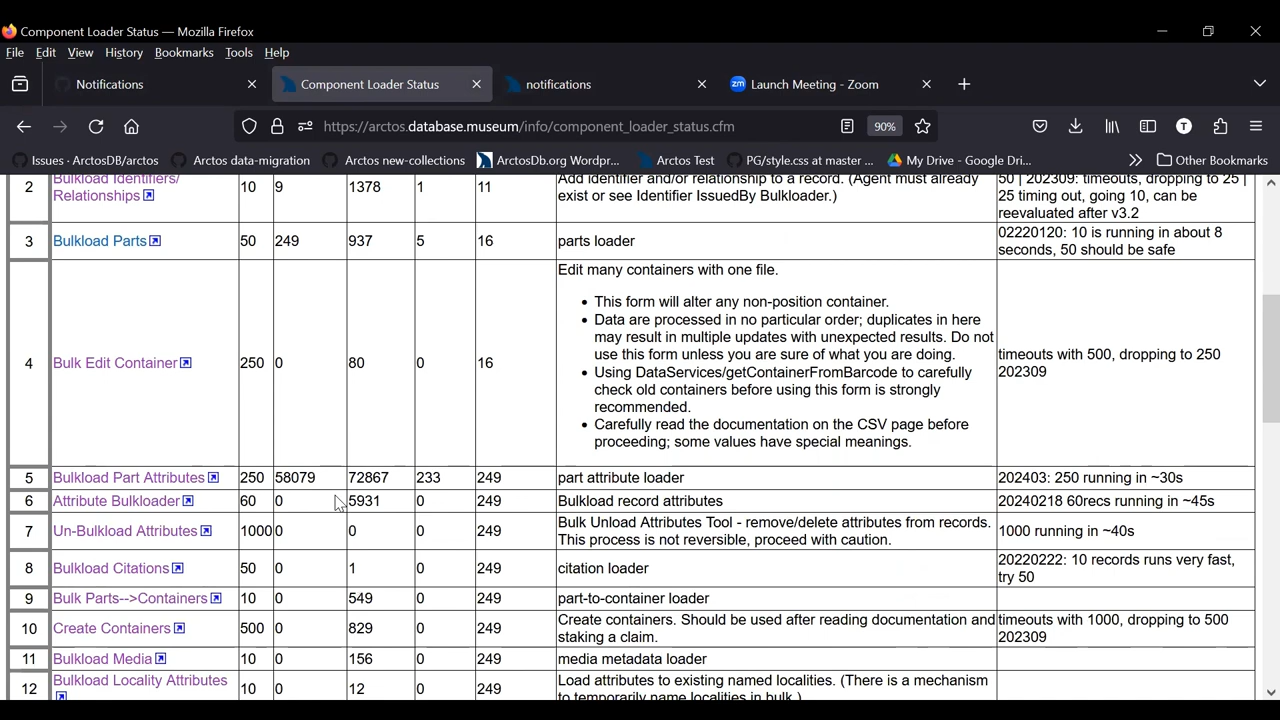 Component Loader Status — Mozilla Firefox
File Edit View History Bookmarks Tools Help
Notifications
Component Loader Status
notifications
zm Launch Meeting - Zoom
https://arctos.database.museum/info/component_loader_status.cfm
90%
T
Issues · ArctosDB/arctos
Arctos data-migration
Arctos new-collections
ArctosDb.org Wordpr...
Arctos Test
PG/style.css at master ...
My Drive - Google Dri...
Other Bookmarks
2 Bulkload Identifiers/ 10 9 1378 1 11 Add identifier and/or relationship to a record. (Agent must already 50 | 202309: timeouts, dropping to 25 |
Relationships exist or see Identifier IssuedBy Bulkloader.) 25 timing out, going 10, can be
reevaluated after v3.2
3 Bulkload Parts 50 249 937 5 16 parts loader 02220120: 10 is running in about 8
seconds, 50 should be safe
Edit many containers with one file.
• This form will alter any non-position container.
• Data are processed in no particular order; duplicates in here
may result in multiple updates with unexpected results. Do not
use this form unless you are sure of what you are doing.
4 Bulk Edit Container 250 0 80 0 16 timeouts with 500, dropping to 250
202309
• Using DataServices/getContainerFromBarcode to carefully
check old containers before using this form is strongly
recommended.
• Carefully read the documentation on the CSV page before
proceeding; some values have special meanings.
5 Bulkload Part Attributes 250 58079 72867 233 249 part attribute loader 202403: 250 running in ~30s
6 Attribute Bulkloader 60 0 5931 0 249 Bulkload record attributes 20240218 60recs running in ~45s
7 Un-Bulkload Attributes 1000 0 0 0 249 Bulk Unload Attributes Tool - remove/delete attributes from records. 1000 running in ~40s
This process is not reversible, proceed with caution.
8 Bulkload Citations 50 0 1 0 249 citation loader 20220222: 10 records runs very fast,
try 50
9 Bulk Parts-->Containers 10 0 549 0 249 part-to-container loader
10 Create Containers 500 0 829 0 249 Create containers. Should be used after reading documentation and timeouts with 1000, dropping to 500
staking a claim. 202309
11 Bulkload Media 10 0 156 0 249 media metadata loader
12 Bulkload Locality Attributes 10 0 12 0 249 Load attributes to existing named localities. (There is a mechanism
to temporarily name localities in bulk.)